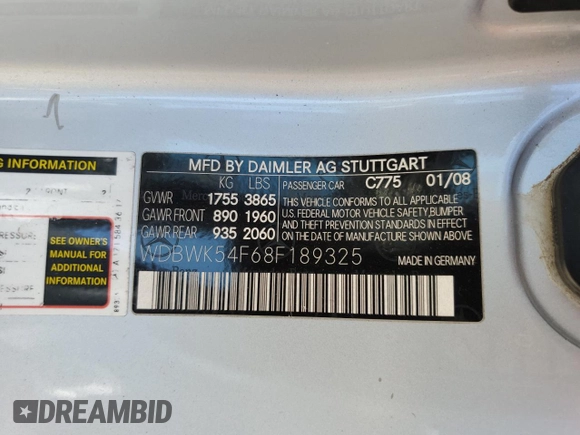 1
G INFORMATION
PRESSURE
SEE OWNER'S
MANUAL FOR
ADDITIONAL
INFORMATION
MFD BY DAIMLER AG STUTTGART
KG LBS
GVWR 1755 3865
GAWR FRONT 890 1960
GAWR REAR 935 2060
PASSENGER CAR C775 01/08
THIS VEHICLE CONFORMS TO ALL APPLICABLE
U.S. FEDERAL MOTOR VEHICLE SAFETY, BUMPER,
AND THEFT PREVENTION STANDARDS IN EFFECT ON
THE DATE OF MANUFACTURE SHOWN ABOVE.
WDBWK54F68F189325
MADE IN GERMANY
DREAMBID